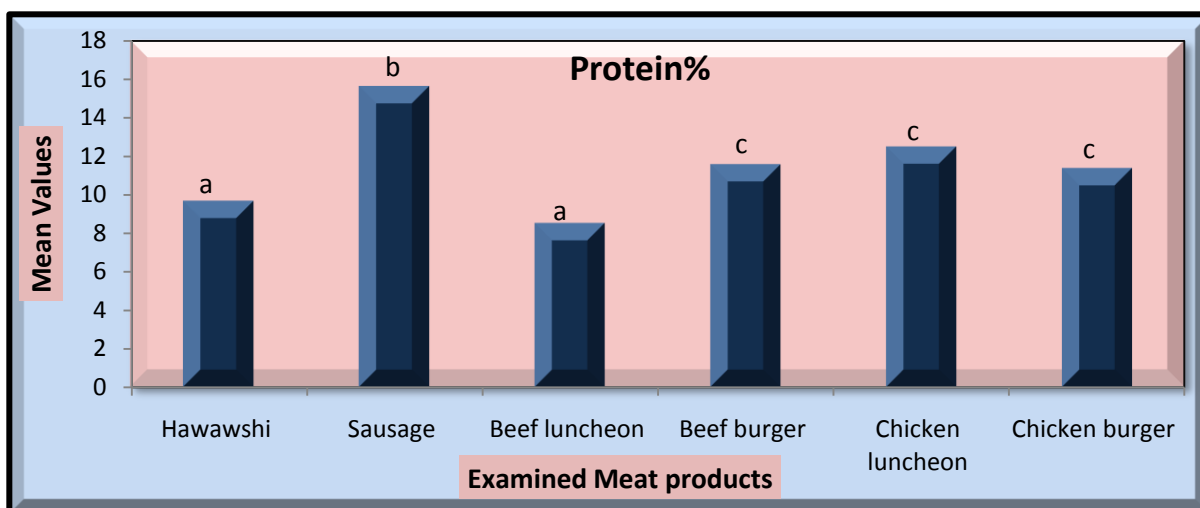 Protein%
Mean Values
18
16
14
12
10
8
6
4
2
0
a
b
a
c
c
c
Hawawshi
Sausage
Beef luncheon
Beef burger
Chicken
luncheon
Chicken burger
Examined Meat products